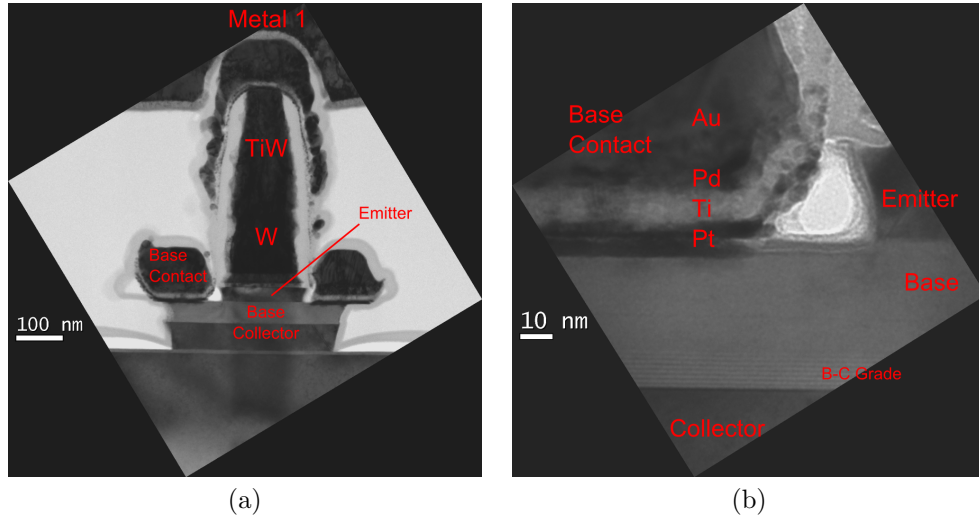 Metal 1
TiW
W
Emitter
Base
Contact
Base
Collector
100 nm
(a)
Base
Contact
Au
Pd
Ti
Pt
Emitter
Base
10 nm
B-C Grade
Collector
(b)